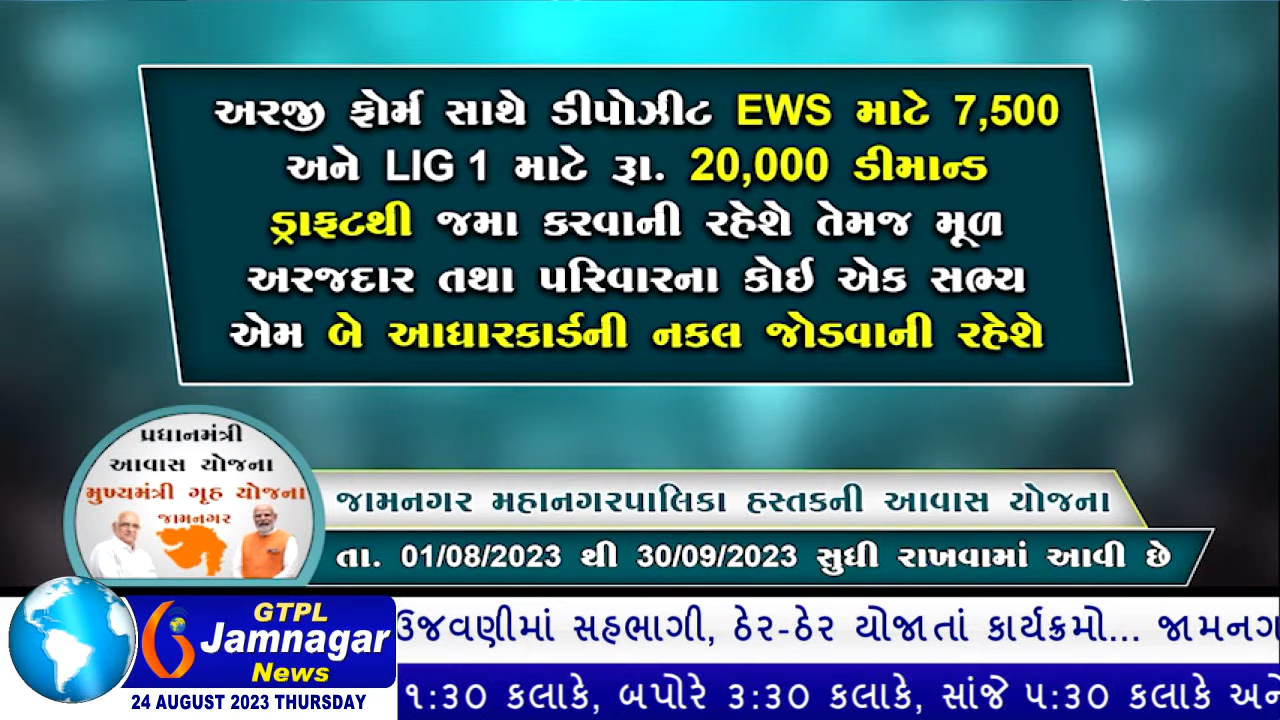 અરજી ફોર્મ સાથે ડીપોઝીટ EWS માટે 7,500
અને LIG 1 માટે રૂા. 20,000 ડીમાન્ડ
ડ્રાફટથી જમા કરવાની રહેશે તેમજ મૂળ
અરજદાર તથા પરિવારના કોઈ એક સભ્ય
એમ બે આધારકાર્ડની નકલ જોડવાની રહેશે
પ્રધાનમંત્રી
આવાસ યોજના
મુખ્યમંત્રી ગૃહ યોજના
જામનગર
જામનગર મહાનગરપાલિકા હસ્તકની આવાસ યોજના
તા. 01/08/2023 થી 30/09/2023 સુધી રાખવામાં આવી છે
GTPL
Jamnagar
News
24 AUGUST 2023 THURSDAY
ઉજવણીમાં સહભાગી, ઠેર-ઠેર યોજાતાં કાર્યક્રમો... જામનગ
૧:૩૦ કલાકે, બપોરે ૩:૩૦ કલાકે, સાંજે ૫:૩૦ કલાકે અને